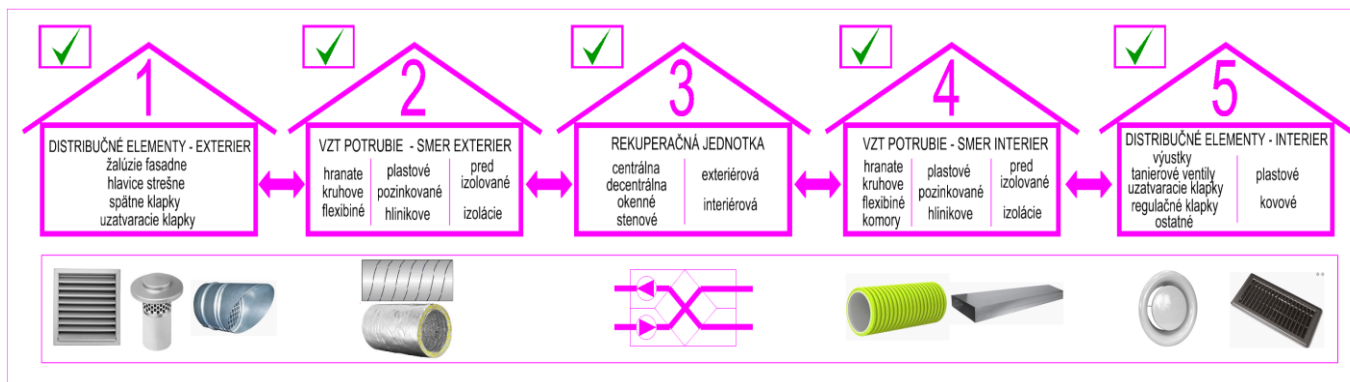 1
DISTRIBUČNÉ ELEMENTY - EXTERIER
žalúzie fasadne
hlavice strešne
spätne klapky
uzatvaracie klapky
2
VZT POTRUBIE - SMER EXTERIER
hranate
kruhove
flexibiné
plastové
pozinkované
hlinikove
pred
izolované
izolácie
3
REKUPERAČNÁ JEDNOTKA
centrálna
decentrálna
okenné
stenové
exteriérová
interiérová
4
VZT POTRUBIE - SMER INTERIER
hranate
kruhove
flexibiné
komory
plastové
pozinkované
hlinikove
pred
izolované
izolácie
5
DISTRIBUČNÉ ELEMENTY - INTERIER
výustky
tanierové ventily
uzatvaracie klapky
regulačné klapky
ostatné
plastové
kovové